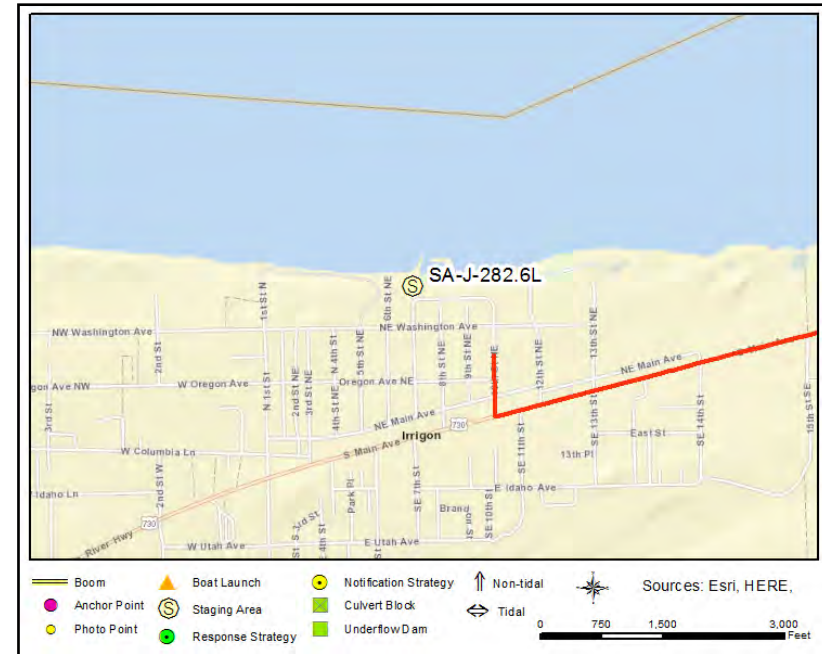 SA-J-282.6L
NW Washington Ave
NE Washington Ave
1st St N
6th St NE
2nd St
N 4th St
5th St NE
8th St NE
9th St NE
12th St NE
13th St NE
gon Ave NW
W Oregon Ave
Oregon Ave NE
NE Main Ave
3rd St
N 1st St
2nd St NE
3rd St NE
4th St NE
NE Main Ave
730
Irrigon
S Main Ave
W Columbia Ln
SE 11th St
SE 13th St
East St
SE 14th St
15th St SE
13th Pl
Idaho Ln
2nd St W
Park Pl
SE 7th St
E Idaho Ave
Brand
SE 10th St
730
River Hwy
W Utah Ave
S 3rd St
E 4th St
E Utah Ave
Boom
Boat Launch
Notification Strategy
Non-tidal
Sources: Esri, HERE,
Anchor Point
S Staging Area
Culvert Block
Tidal
Photo Point
Response Strategy
Underflow Dam
0 750 1,500 3,000
Feet